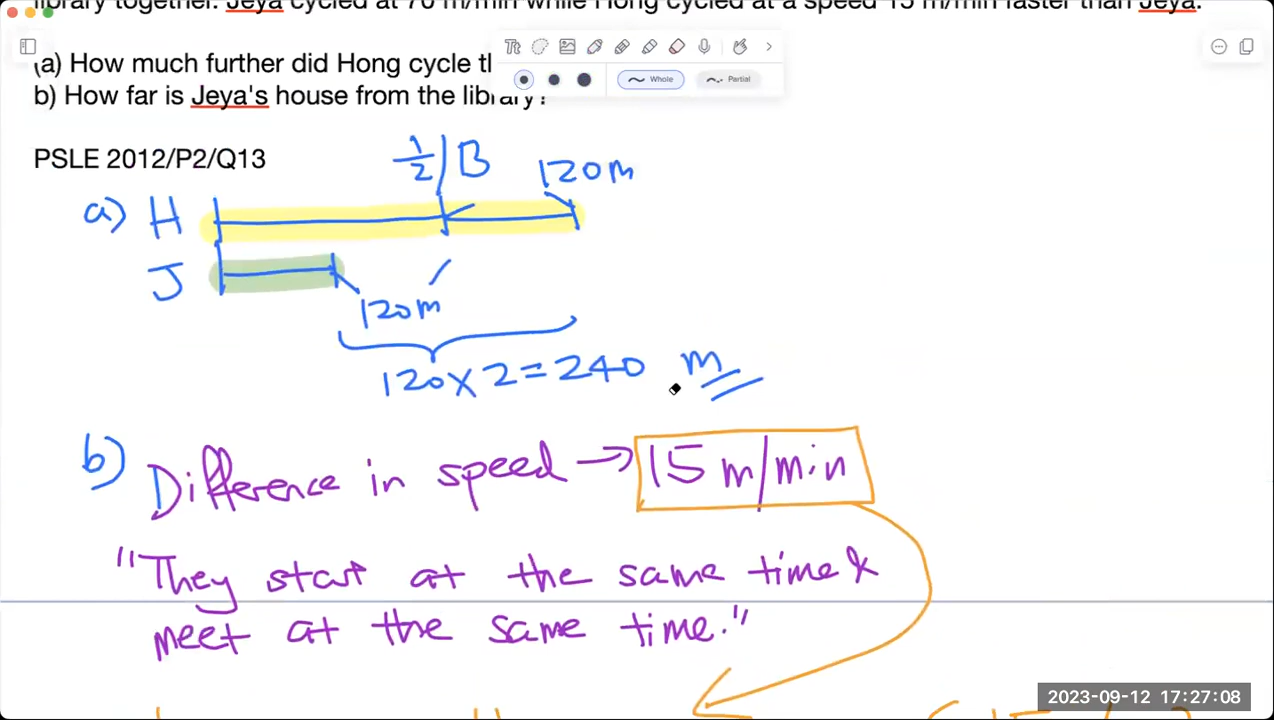 library together. Jeya cycled at 70 m/min while Hong cycled at a speed 15 m/min faster than Jeya.
Whole Partial
(a) How much further did Hong cycle
b) How far is Jeya's house from the library?
PSLE 2012/P2/Q13
1/2 B
120m
a) H
J
120m
120 x 2 = 240 m
b) Difference in speed → 15 m/min
"They start at the same time &
meet at the same time."
2023-09-12 17:27:08